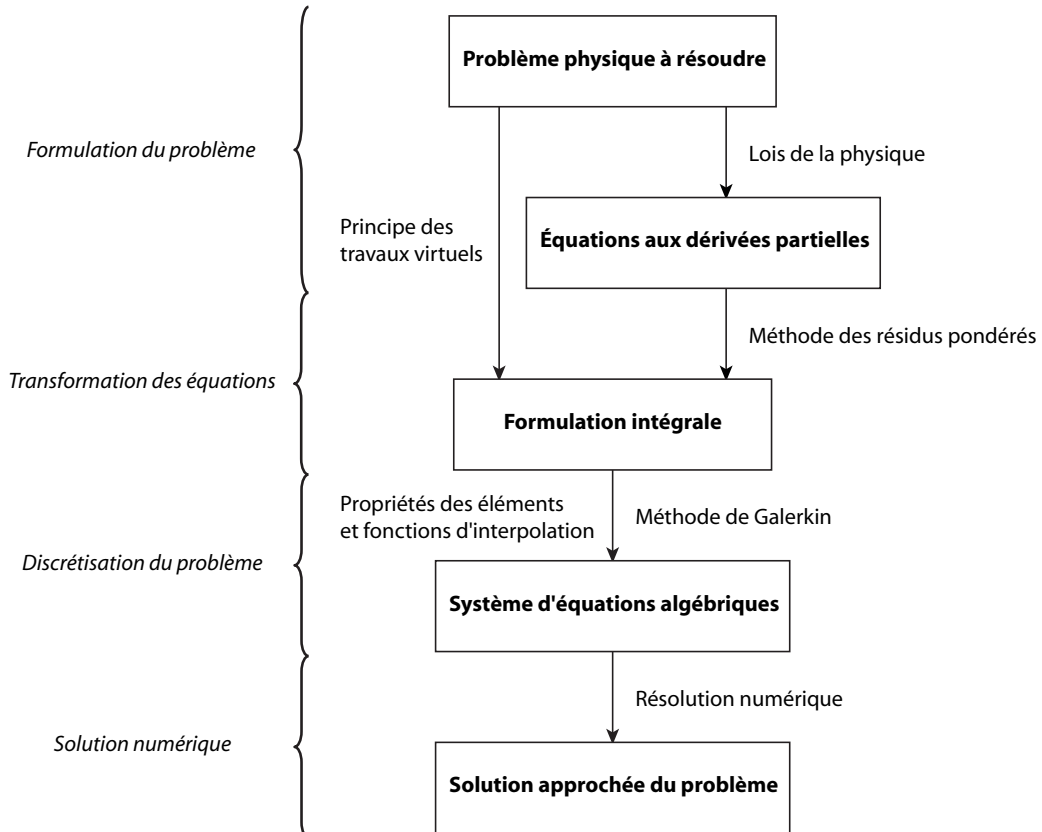 Problème physique à résoudre
Formulation du problème
Lois de la physique
Principe des
travaux virtuels
Équations aux dérivées partielles
Méthode des résidus pondérés
Transformation des équations
Formulation intégrale
Propriétés des éléments
et fonctions d'interpolation
Méthode de Galerkin
Discrétisation du problème
Système d'équations algébriques
Résolution numérique
Solution numérique
Solution approchée du problème